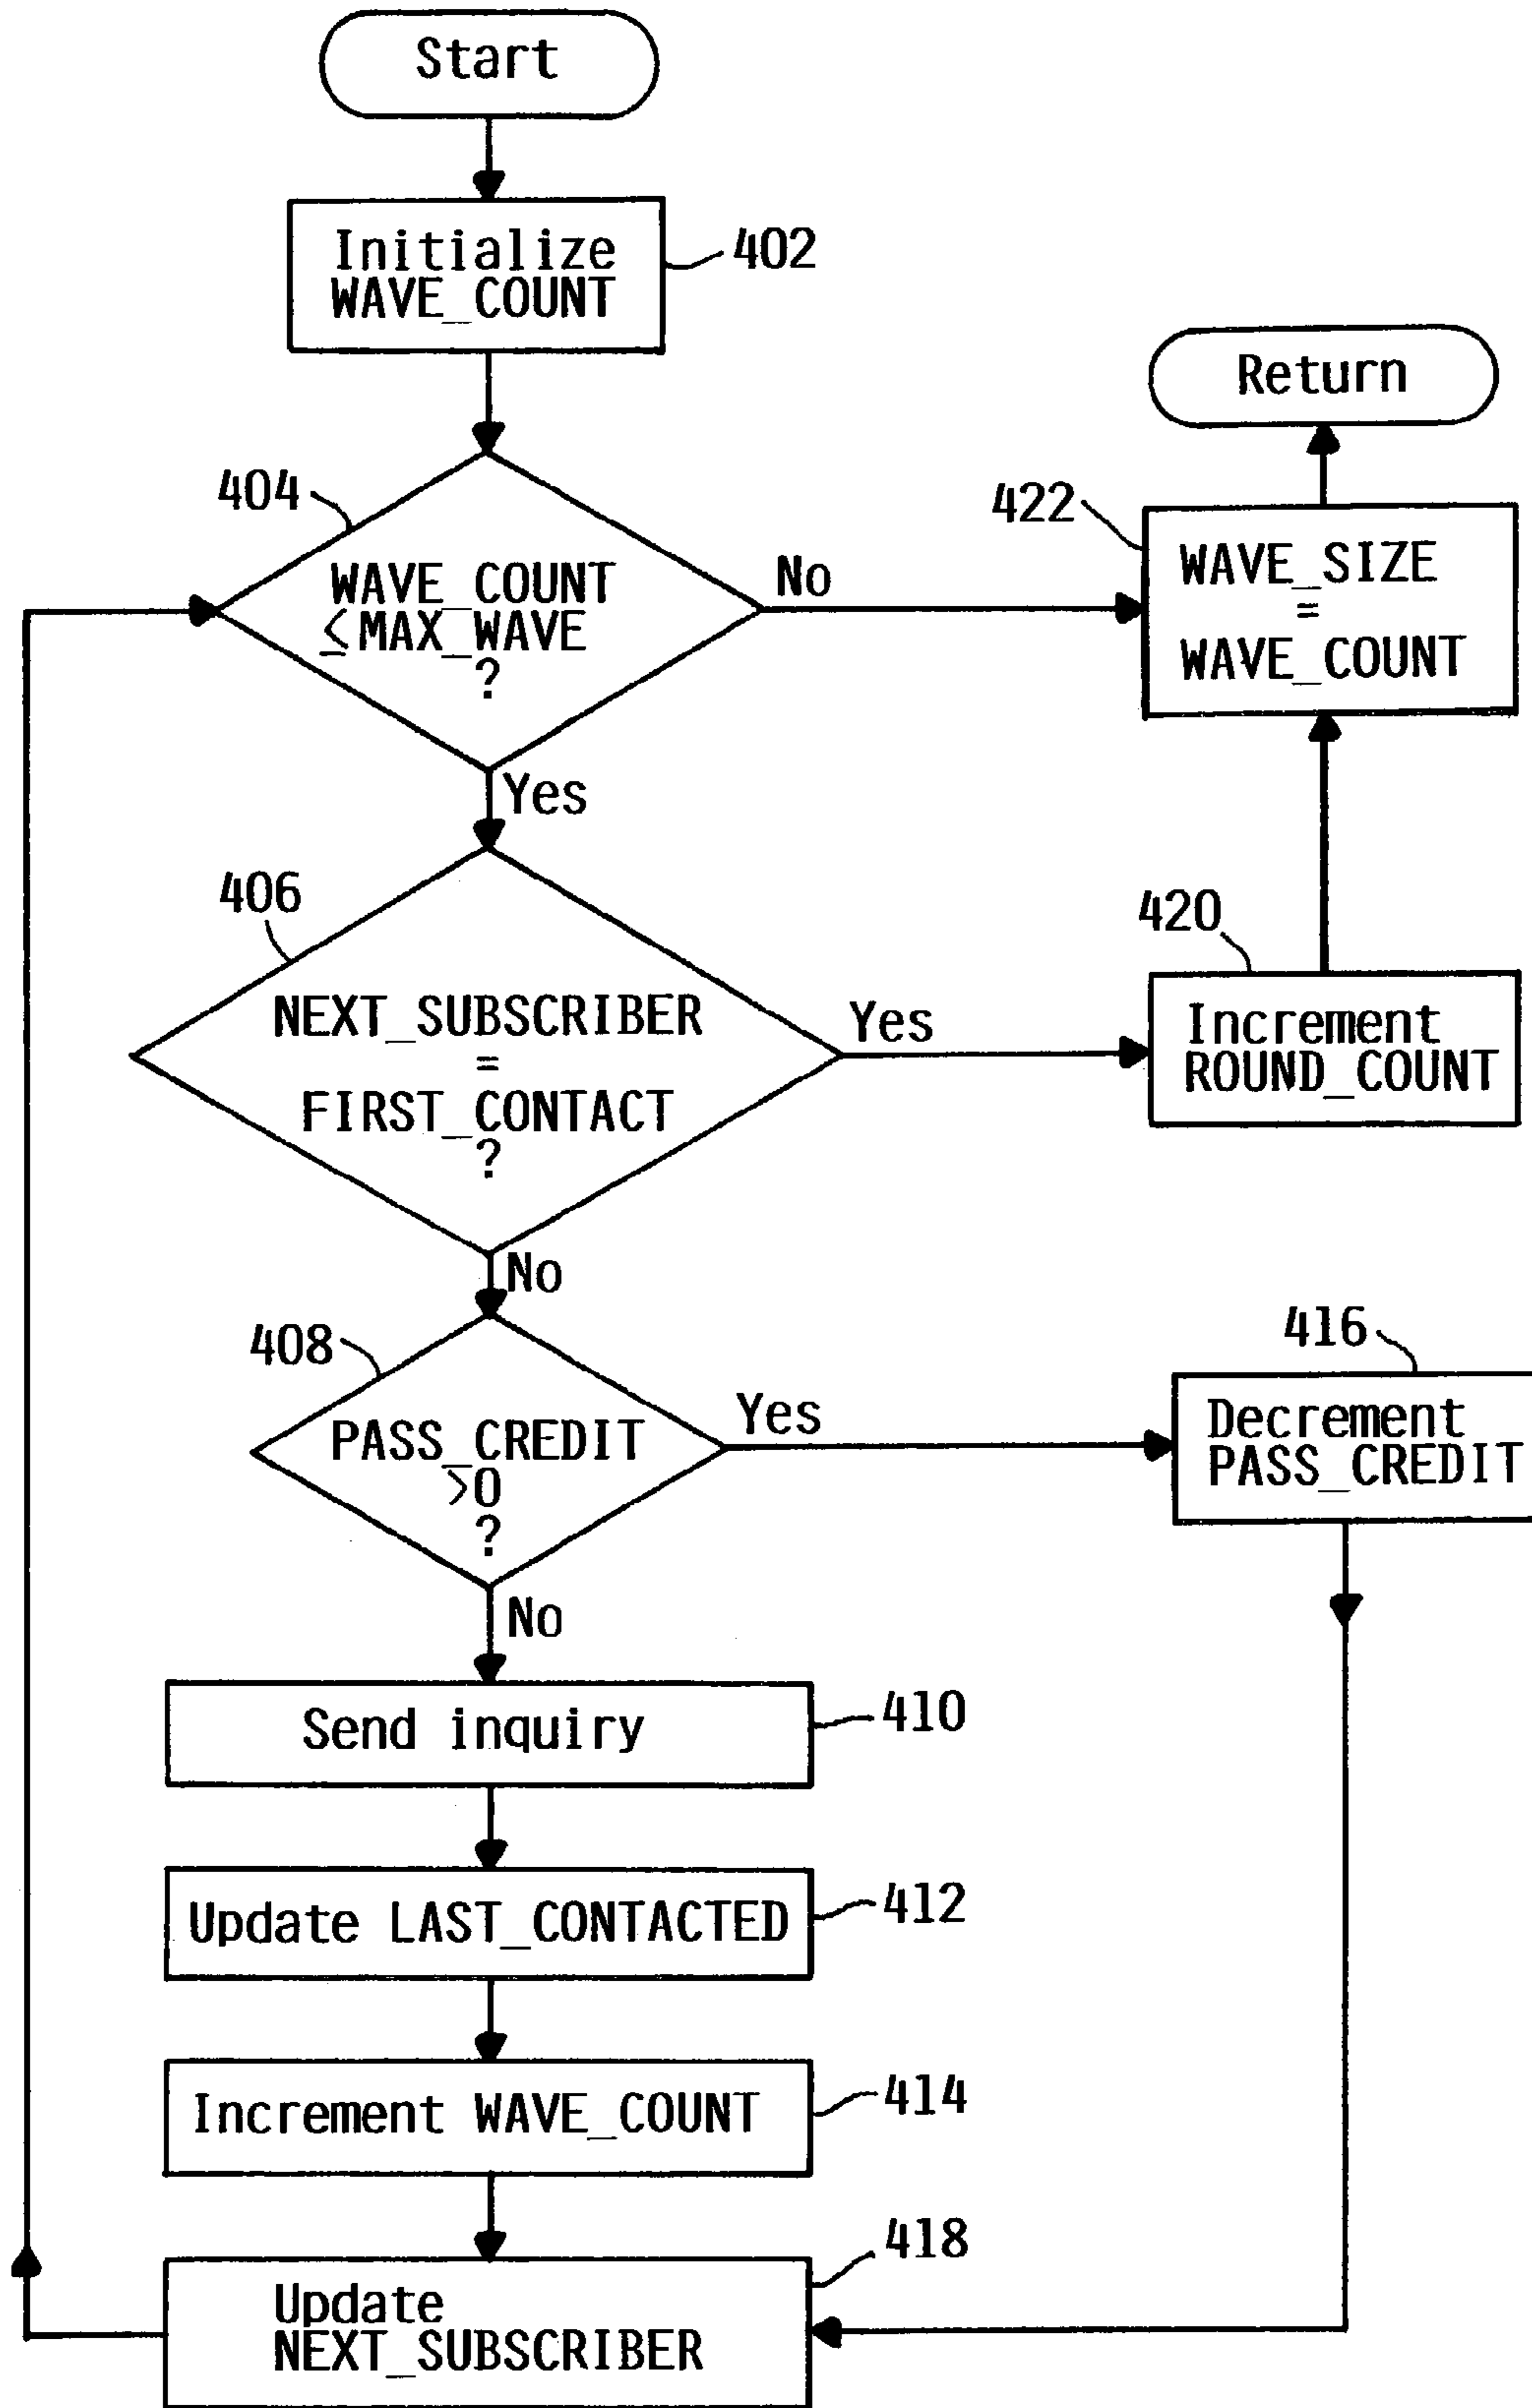 Start
Initialize
WAVE_COUNT
402
Return
404
WAVE_COUNT
≤MAX_WAVE
?
No
422
WAVE_SIZE
=
WAVE_COUNT
Yes
406
NEXT_SUBSCRIBER
=
FIRST_CONTACT
?
Yes
420
Increment
ROUND_COUNT
No
408
PASS_CREDIT
>0
?
Yes
416
Decrement
PASS_CREDIT
No
Send inquiry
410
Update LAST_CONTACTED
412
Increment WAVE_COUNT
414
Update
NEXT_SUBSCRIBER
418